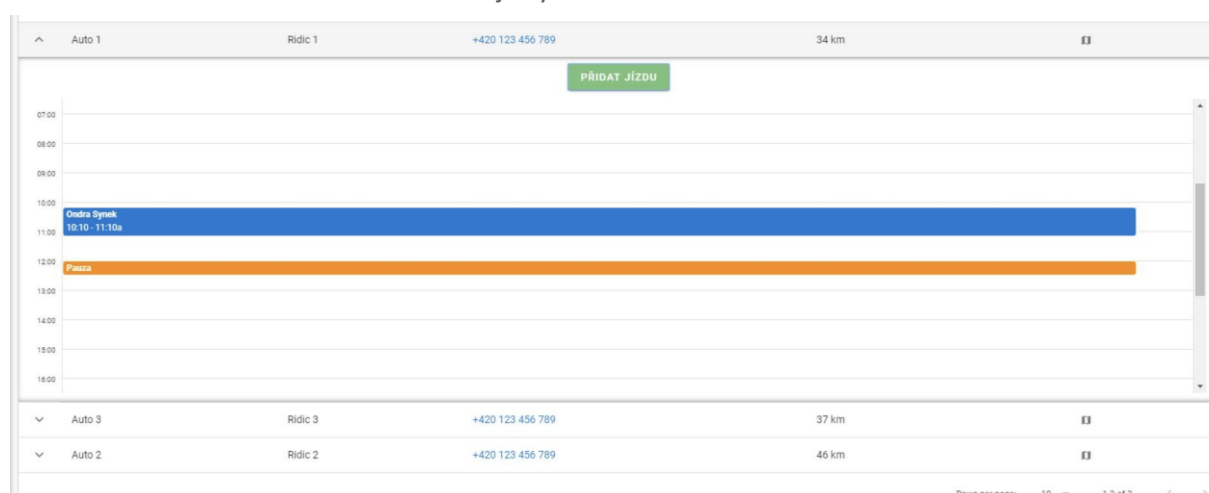 Auto 1 Ridic 1 +420 123 456 789 34 km
PŘIDAT JÍZDU
07:00
08:00
09:00
10:00
Ondra Synek
10:10 - 11:10a
11:00
12:00
Pauza
13:00
14:00
15:00
16:00
Auto 3 Ridic 3 +420 123 456 789 37 km
Auto 2 Ridic 2 +420 123 456 789 46 km